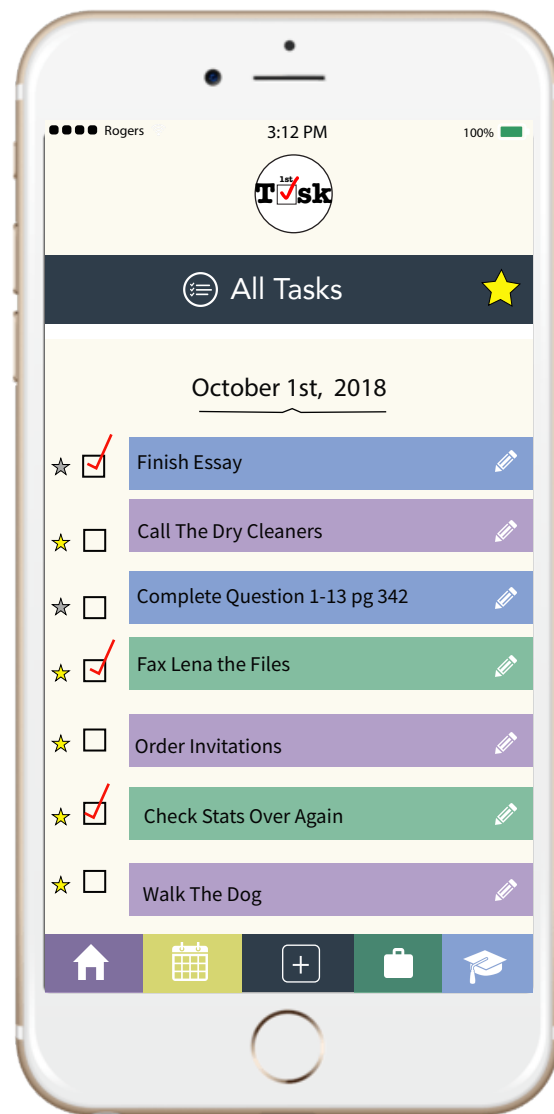 Rogers 3:12 PM 100%
1st
Task
All Tasks
October 1st, 2018
Finish Essay
Call The Dry Cleaners
Complete Question 1-13 pg 342
Fax Lena the Files
Order Invitations
Check Stats Over Again
Walk The Dog